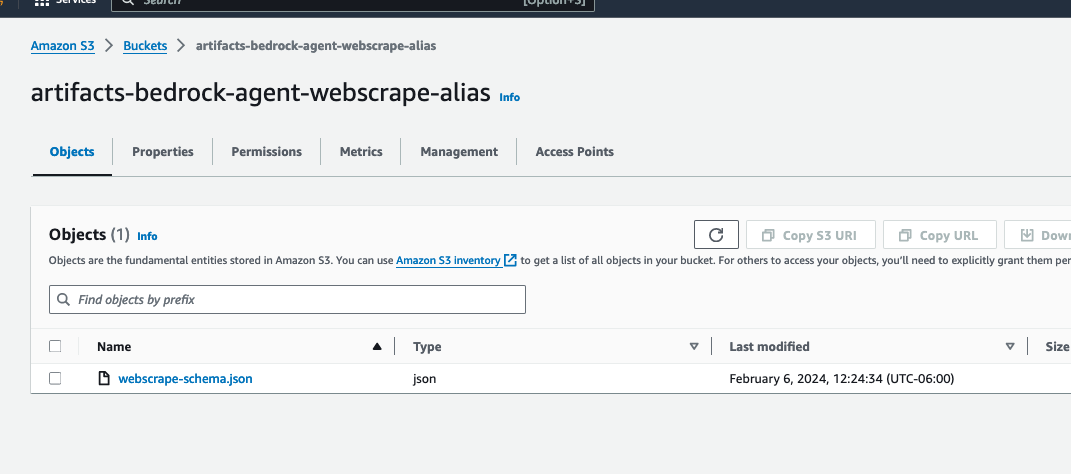 Services Search [Option+S]
Amazon S3 > Buckets > artifacts-bedrock-agent-webscrape-alias
artifacts-bedrock-agent-webscrape-alias Info
Objects Properties Permissions Metrics Management Access Points
Objects (1) Info
Copy S3 URI Copy URL Down
Objects are the fundamental entities stored in Amazon S3. You can use Amazon S3 inventory to get a list of all objects in your bucket. For others to access your objects, you'll need to explicitly grant them per
Find objects by prefix
Name Type Last modified Size
webscrape-schema.json json February 6, 2024, 12:24:34 (UTC-06:00)